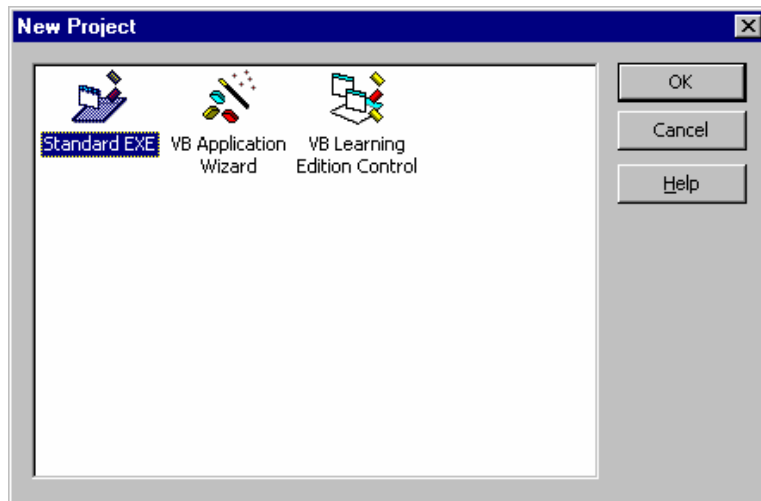 New Project
Standard EXE
VB Application
Wizard
VB Learning
Edition Control
OK
Cancel
Help